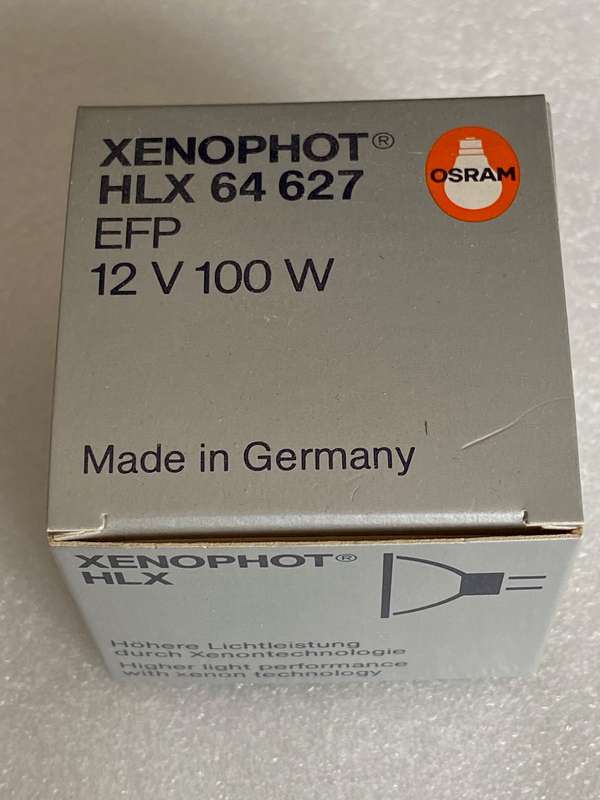 XENOPHOT®
HLX 64 627
EFP
12 V 100 W
OSRAM
Made in Germany
XENOPHOT®
HLX
Höhere Lichtleistung
durch Xenontechnologie
Higher light performance
with xenon technology